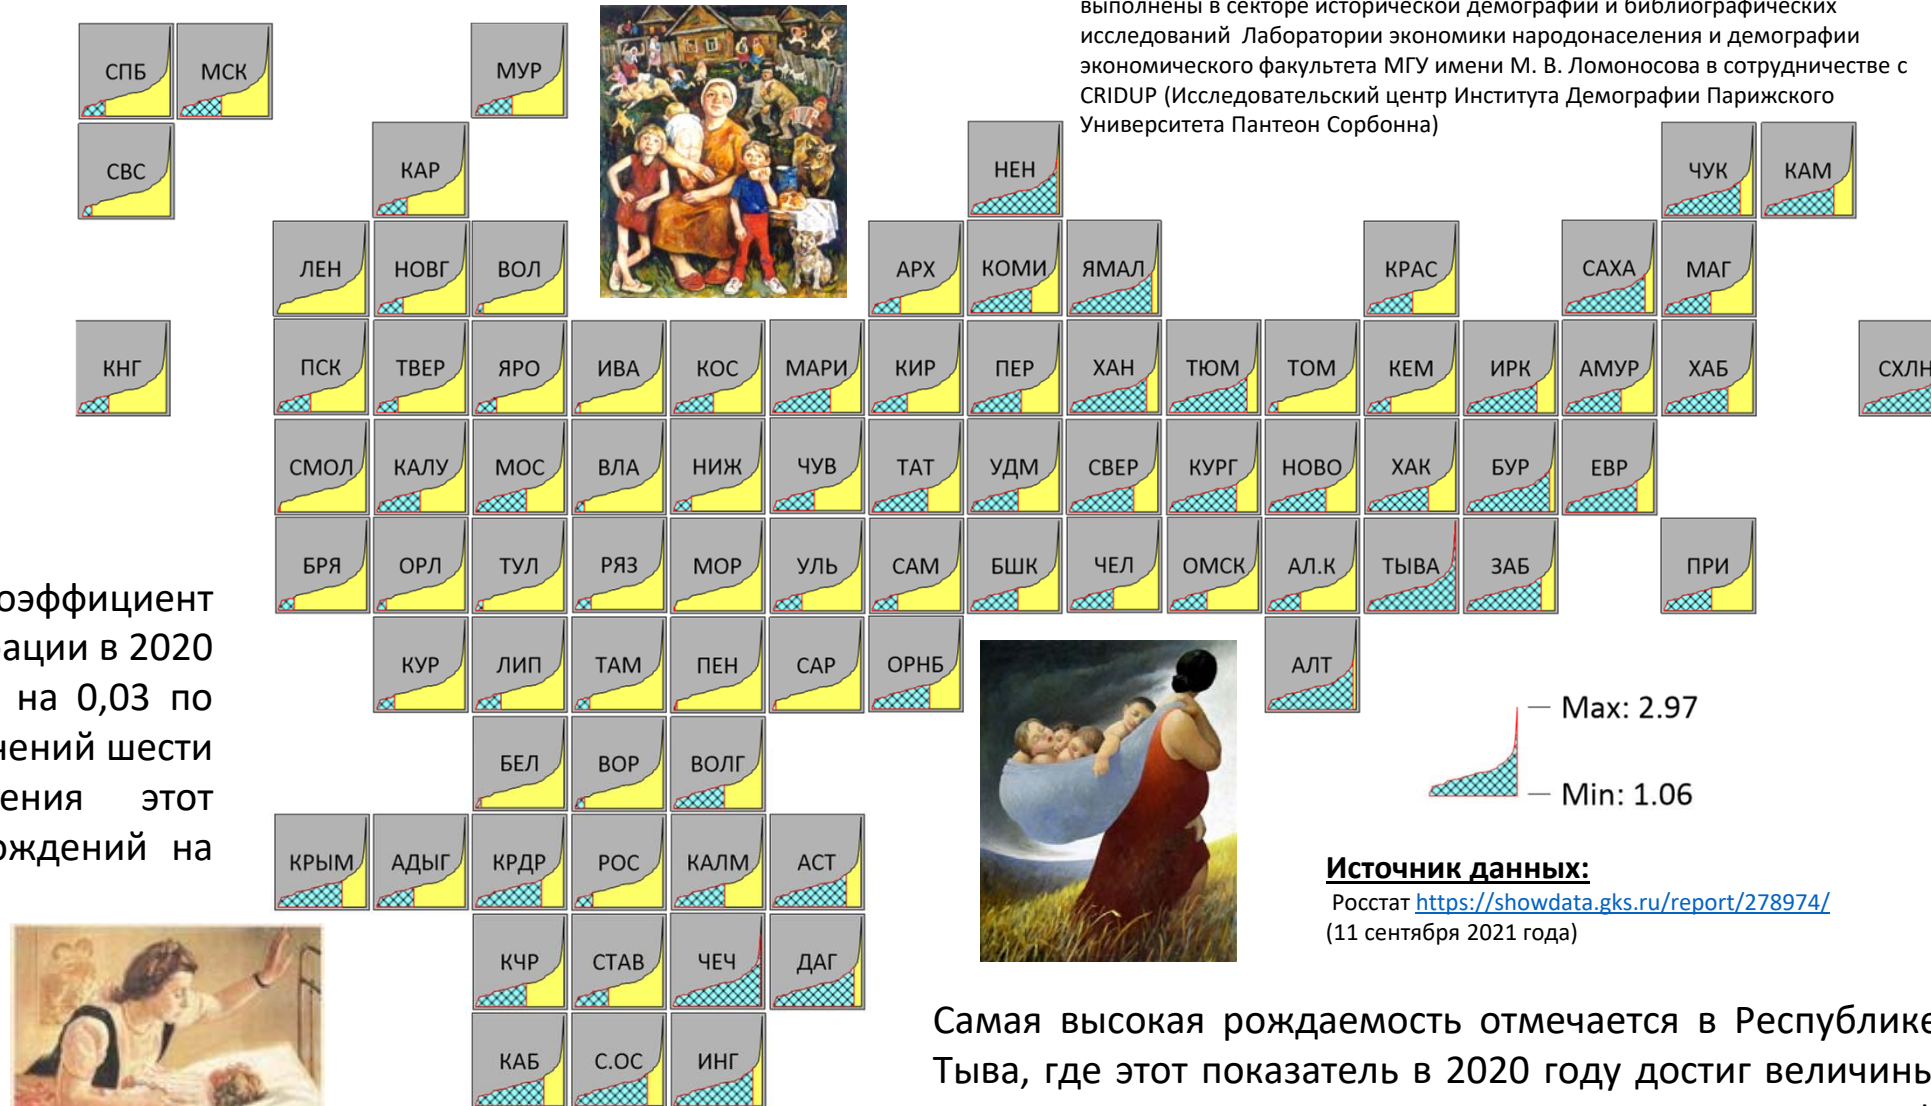 выполнены в секторе исторической демографии и библиографических
исследований Лаборатории экономики народонаселения и демографии
экономического факультета МГУ имени М. В. Ломоносова в сотрудничестве с
CRIDUP (Исследовательский центр Института Демографии Парижского
Университета Пантеон Сорбонна)
СПБ МСК МУР
СВС КАР НЕН ЧУК КАМ
ЛЕН НОВГ ВОЛ АРХ КОМИ ЯМАЛ КРАС САХА МАГ
КНГ ПСК ТВЕР ЯРО ИВА КОС МАРИ КИР ПЕР ХАН ТЮМ ТОМ КЕМ ИРК АМУР ХАБ СХЛН
СМОЛ КАЛУ МОС ВЛА НИЖ ЧУВ ТАТ УДМ СВЕР КУРГ НОВО ХАК БУР ЕВР
БРЯ ОРЛ ТУЛ РЯЗ МОР УЛЬ САМ БШК ЧЕЛ ОМСК АЛ.К ТЫВА ЗАБ ПРИ
КУР ЛИП ТАМ ПЕН САР ОРНБ АЛТ
БЕЛ ВОР ВОЛГ
КРЫМ АДЫГ КРДР РОС КАЛМ АСТ
КЧР СТАВ ЧЕЧ ДАГ
КАБ С.ОС ИНГ
оэффициент
ации в 2020
на 0,03 по
чений шести
ения этот
ождений на
Max: 2.97
Min: 1.06
Источник данных:
Росстат https://showdata.gks.ru/report/278974/
(11 сентября 2021 года)
Самая высокая рождаемость отмечается в Республике
Тыва, где этот показатель в 2020 году достиг величины